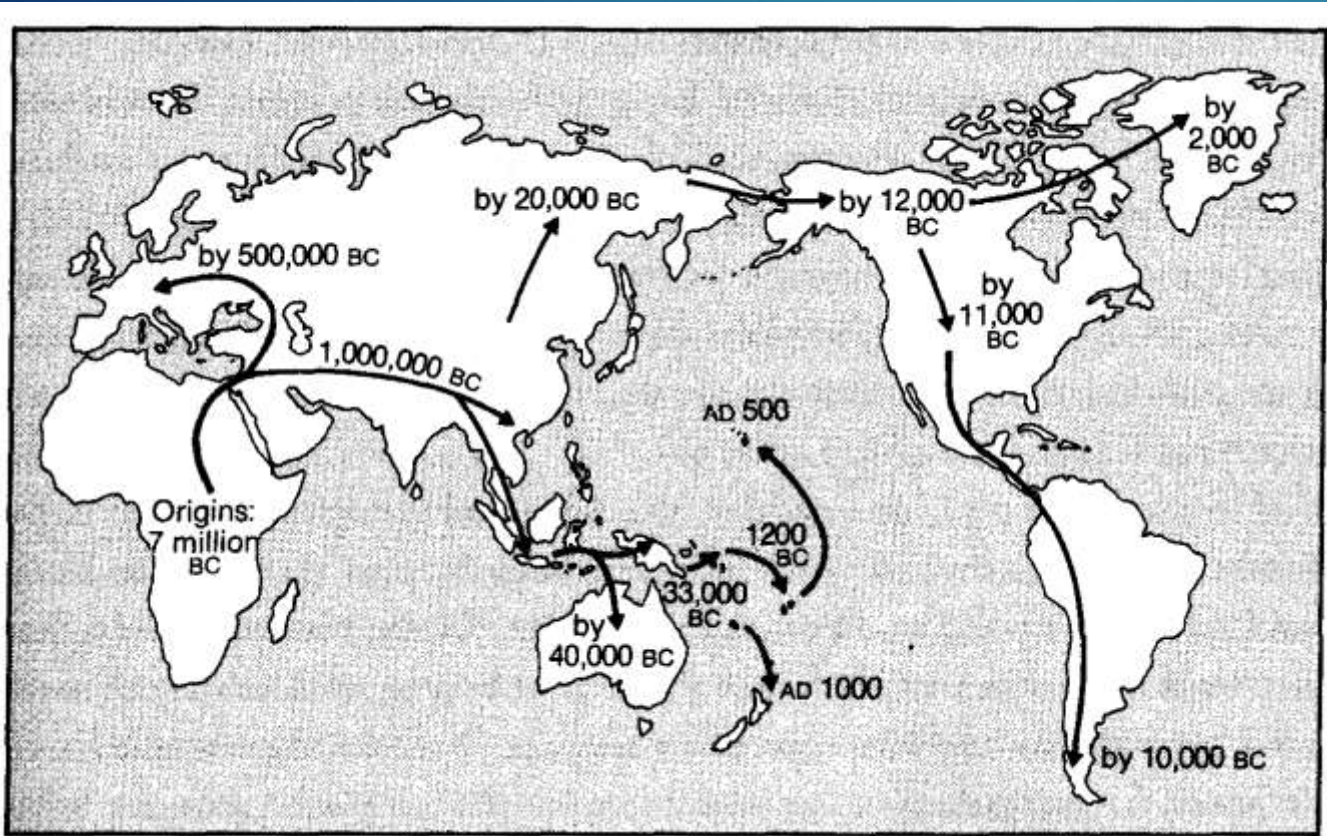 by
2,000
BC
by 20,000 BC
by 12,000
BC
by 500,000 BC
by
11,000
BC
1,000,000 BC
AD 500
Origins:
7 million
BC
1200
BC
33,000
BC
by
40,000 BC
AD 1000
by 10,000 BC